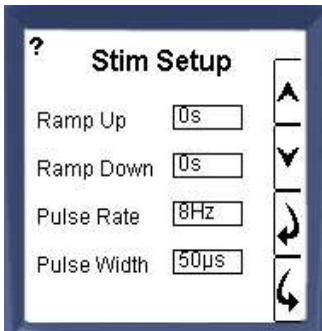 ?
Stim Setup
Ramp Up 0s
Ramp Down 0s
Pulse Rate 8Hz
Pulse Width 50µs